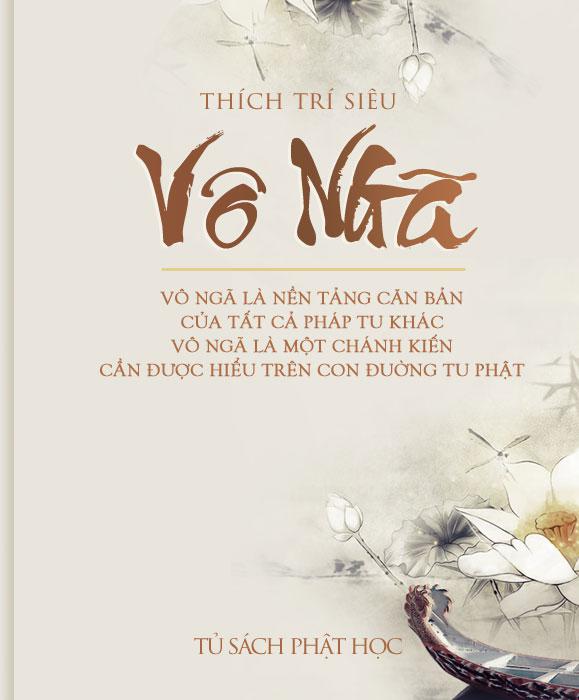 THÍCH TRÍ SIÊU
Vô Ngã
VÔ NGÃ LÀ NỀN TẢNG CĂN BẢN
CỦA TẤT CẢ PHÁP TU KHÁC
VÔ NGÃ LÀ MỘT CHÁNH KIẾN
CẦN ĐƯỢC HIỂU TRÊN CON ĐƯỜNG TU PHẬT
TỦ SÁCH PHẬT HỌC